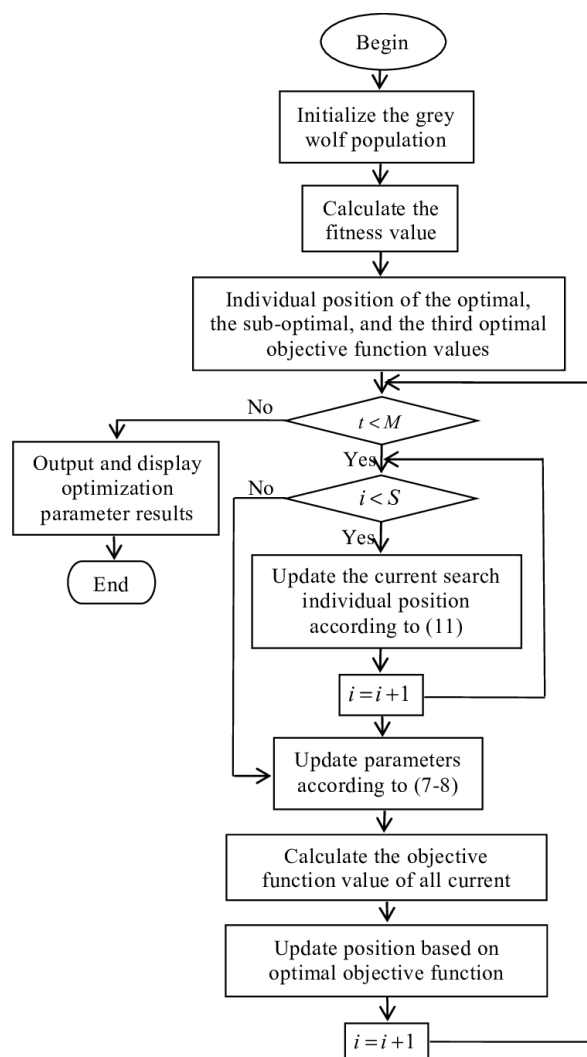 Begin
Initialize the grey
wolf population
Calculate the
fitness value
Individual position of the optimal,
the sub-optimal, and the third optimal
objective function values
No
t < M
Output and display
optimization
parameter results
Yes
No
i < S
End
Yes
Update the current search
individual position
according to (11)
i = i + 1
Update parameters
according to (7-8)
Calculate the objective
function value of all current
Update position based on
optimal objective function
i = i + 1